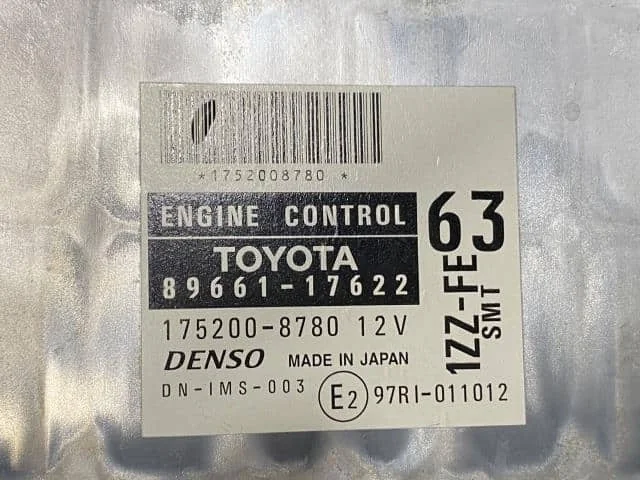 *1752008780 *
ENGINE CONTROL
TOYOTA
89661-17622
175200-8780 12V
DENSO MADE IN JAPAN
DN-IMS-003 E2 97RI-011012
63
1ZZ-FE
SMT